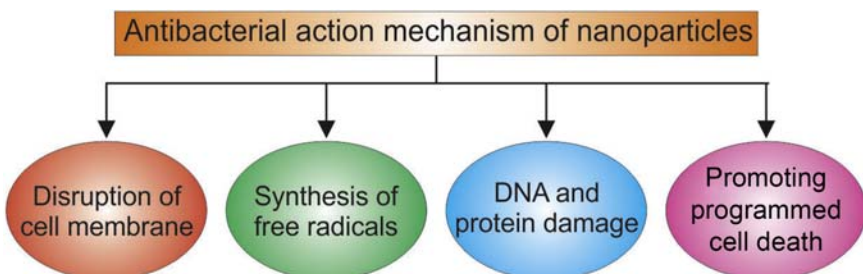 Antibacterial action mechanism of nanoparticles
Disruption of
cell membrane
Synthesis of
free radicals
DNA and
protein damage
Promoting
programmed
cell death